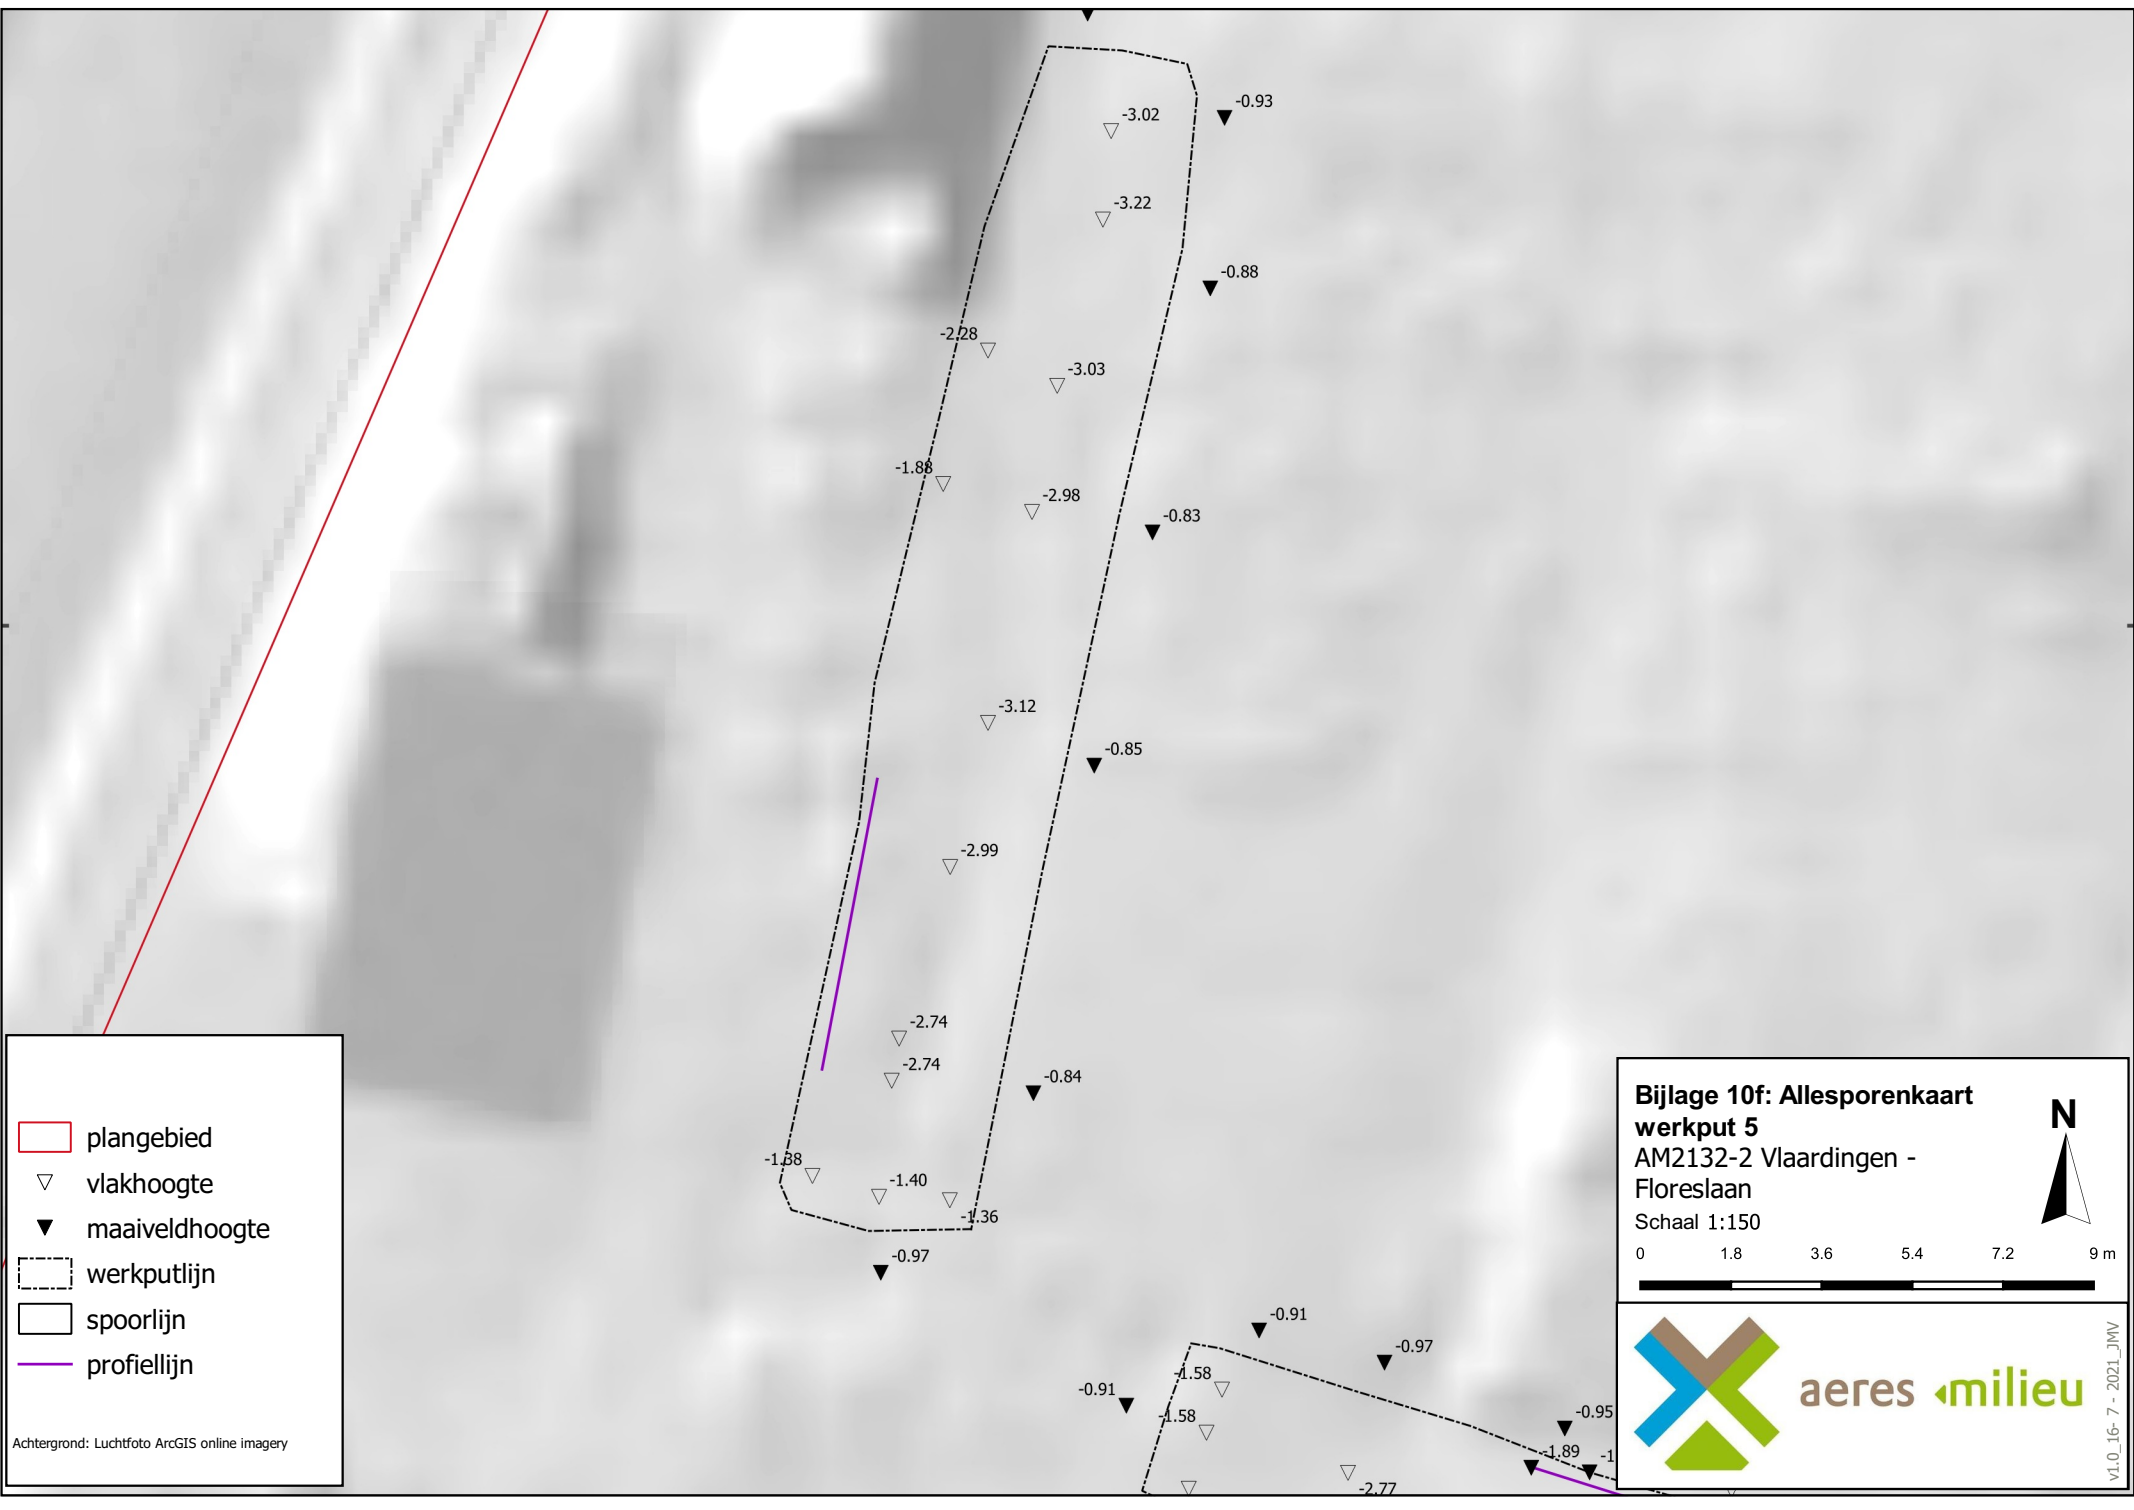 -0.93
-3.02
-3.22
-0.88
-2.28
-3.03
-1.88
-2.98
-0.83
-3.12
-0.85
-2.99
-2.74
-2.74
-0.84
-1.38
-1.40
-1.36
-0.97
-0.91
-0.97
-1.58
-0.91
-1.58
-0.95
-1.89
-1
-2.77
plangebied
vlakhoogte
maaiveldhoogte
werkputlijn
spoorlijn
profiellijn
Achtergrond: Luchtfoto ArcGIS online imagery
Bijlage 10f: Allesporenkaart
werkput 5
AM2132-2 Vlaardingen -
Floreslaan
Schaal 1:150
N
0 1.8 3.6 5.4 7.2 9 m
aeres milieu
v1.0_16- 7 - 2021_JMV